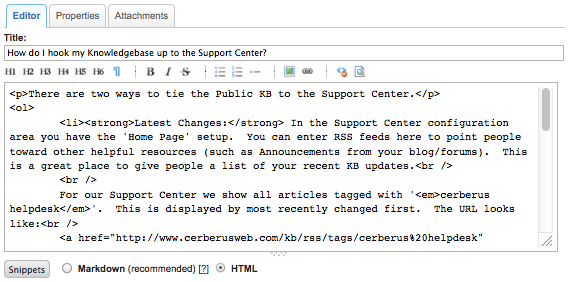 Editor Properties Attachments
Title:
How do I hook my Knowledgebase up to the Support Center?
H1 H2 H3 H4 H5 H6 ¶ B I S
<p>There are two ways to tie the Public KB to the Support Center.</p>
<ol>
<li><strong>Latest Changes:</strong> In the Support Center configuration
area you have the 'Home Page' setup.  You can enter RSS feeds here to point people
toward other helpful resources (such as Announcements from your blog/forums).  This
is a great place to give people a list of your recent KB updates.<br />
<br />
For our Support Center we show all articles tagged with '<em>cerberus
helpdesk</em>'.  This is displayed by most recently changed first.  The URL looks
like:<br />
<a href="http://www.cerberusweb.com/kb/rss/tags/cerberus%20helpdesk"
Snippets Markdown (recommended) [?] HTML